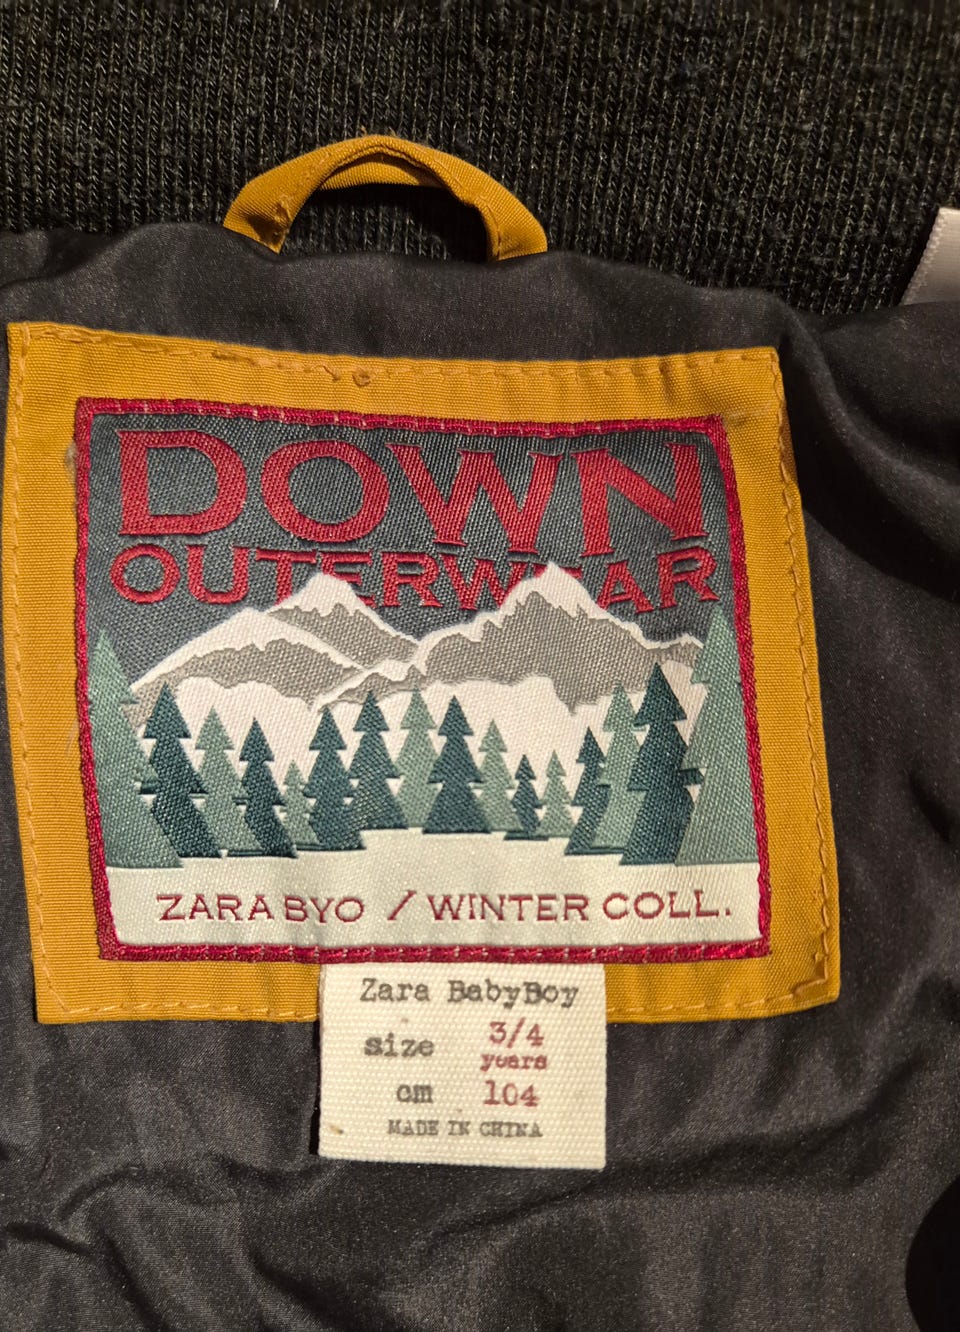 DOWN
OUTERWEAR
ZARA BYO / WINTER COLL.
Zara BabyBoy
size 3/4
years
cm 104
MADE IN CHINA